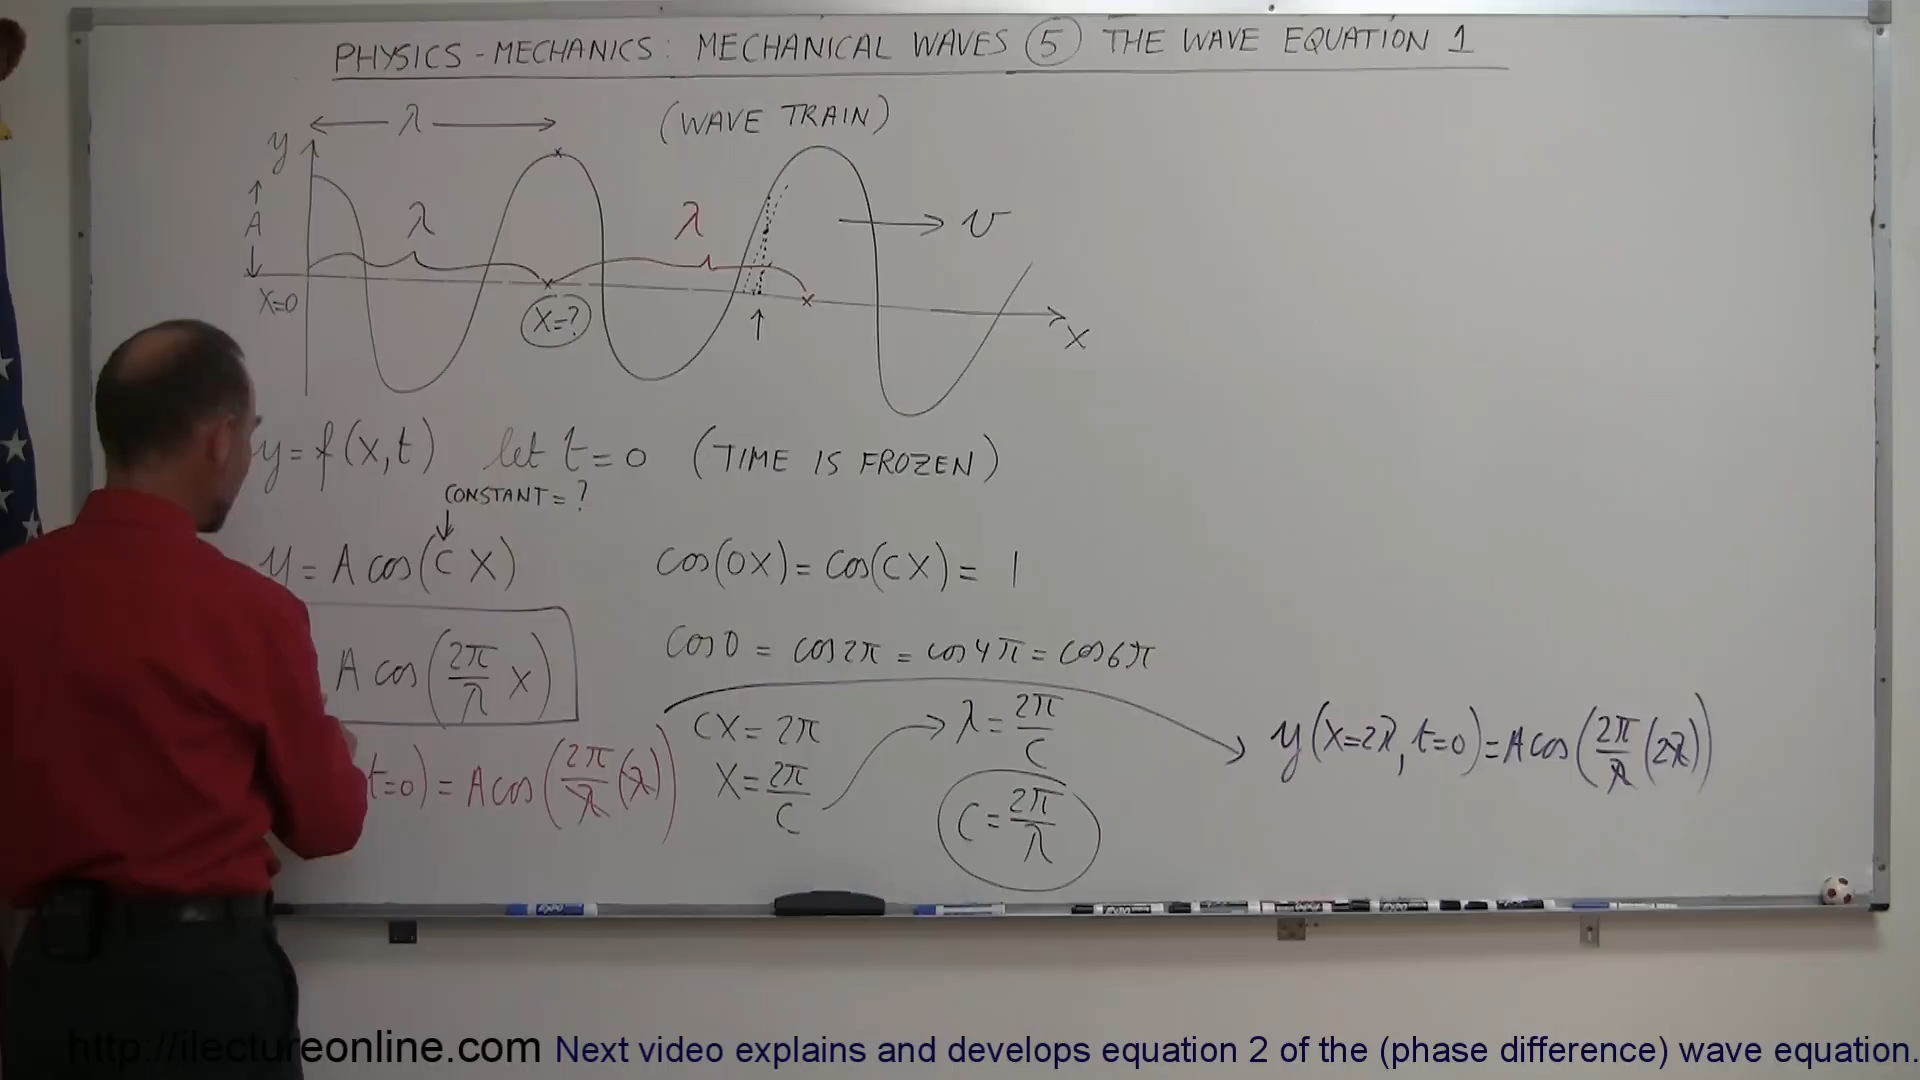 PHYSICS - MECHANICS: MECHANICAL WAVES 5 THE WAVE EQUATION 1
λ
(WAVE TRAIN)
y
A
λ
λ
v
X=0
X=?
X
y = f(x,t) let t=0 (TIME IS FROZEN)
CONSTANT = ?
y = A cos(C X)
cos(0X) = cos(CX) = 1
A cos(2π/λ x)
cos 0 = cos 2π = cos 4π = cos 6π
t=0) = A cos(2π/λ (λ))
CX = 2π
X = 2π/C
λ = 2π/C
C = 2π/λ
y(X=2λ, t=0) = A cos(2π/λ (2λ))
http://ilectureonline.com Next video explains and develops equation 2 of the (phase difference) wave equation.